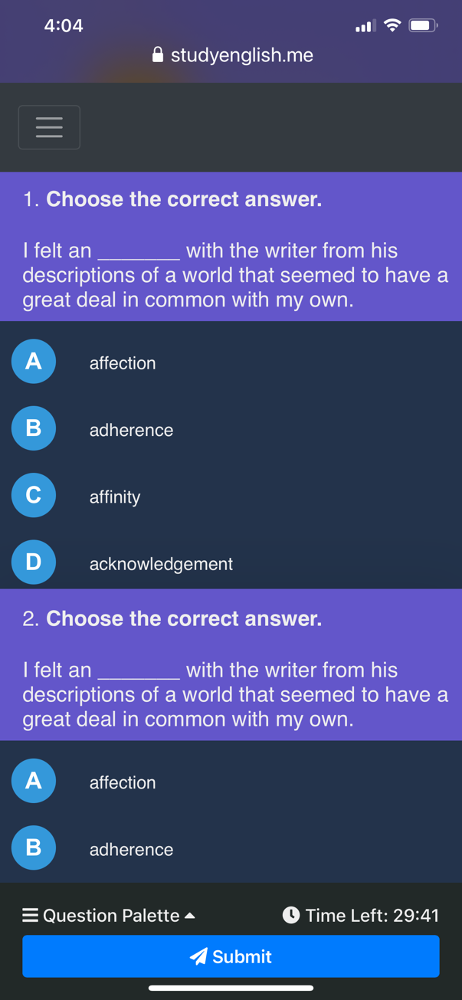 4:04
studyenglish.me
1. Choose the correct answer.
I felt an ________ with the writer from his
descriptions of a world that seemed to have a
great deal in common with my own.
A affection
B adherence
C affinity
D acknowledgement
2. Choose the correct answer.
I felt an ________ with the writer from his
descriptions of a world that seemed to have a
great deal in common with my own.
A affection
B adherence
Question Palette Time Left: 29:41
Submit